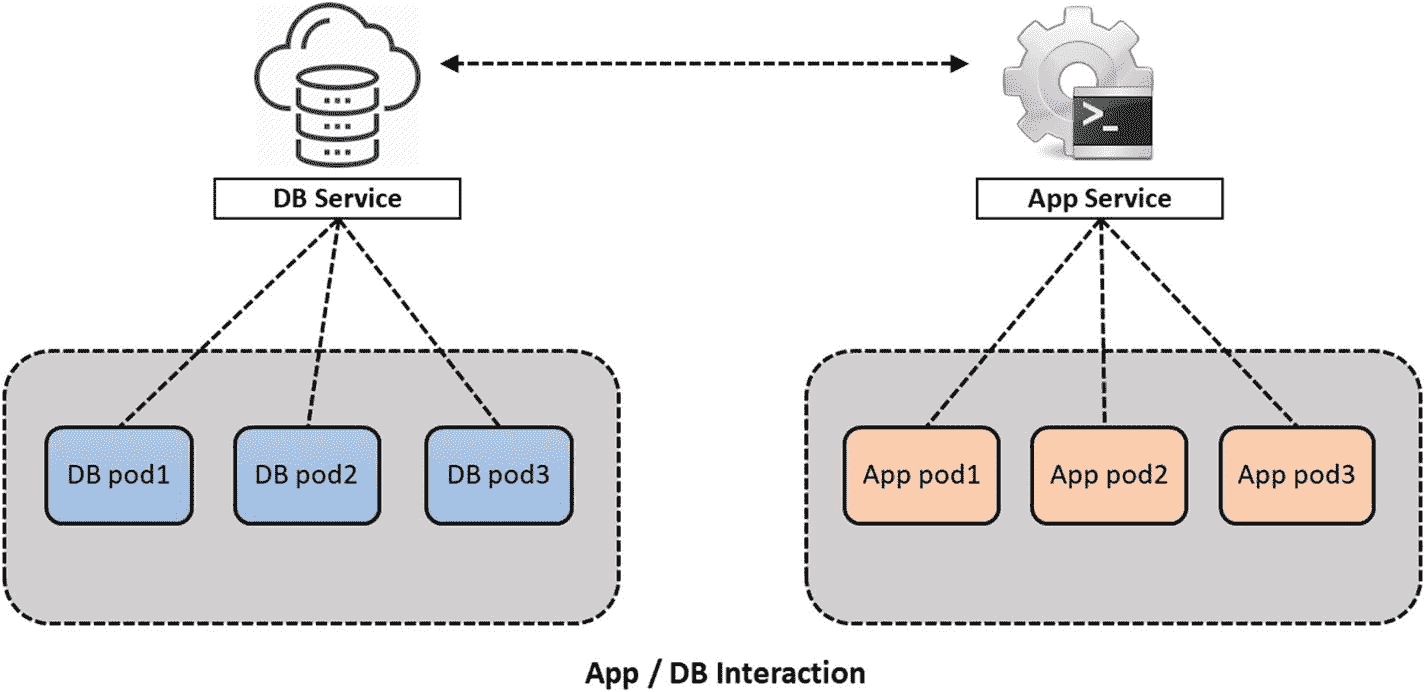 >_
DB Service
App Service
DB pod1
DB pod2
DB pod3
App pod1
App pod2
App pod3
App / DB Interaction